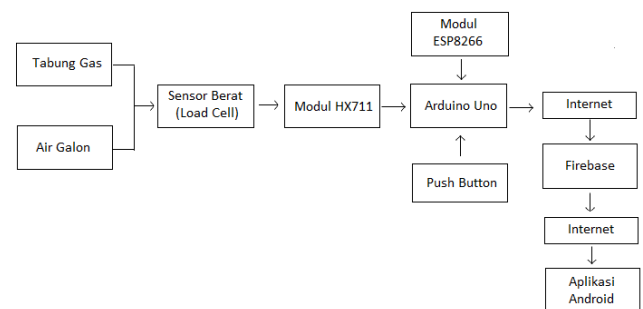 Tabung Gas
Air Galon
Sensor Berat
(Load Cell)
Modul HX711
Modul
ESP8266
Arduino Uno
Push Button
Internet
Firebase
Internet
Aplikasi
Android